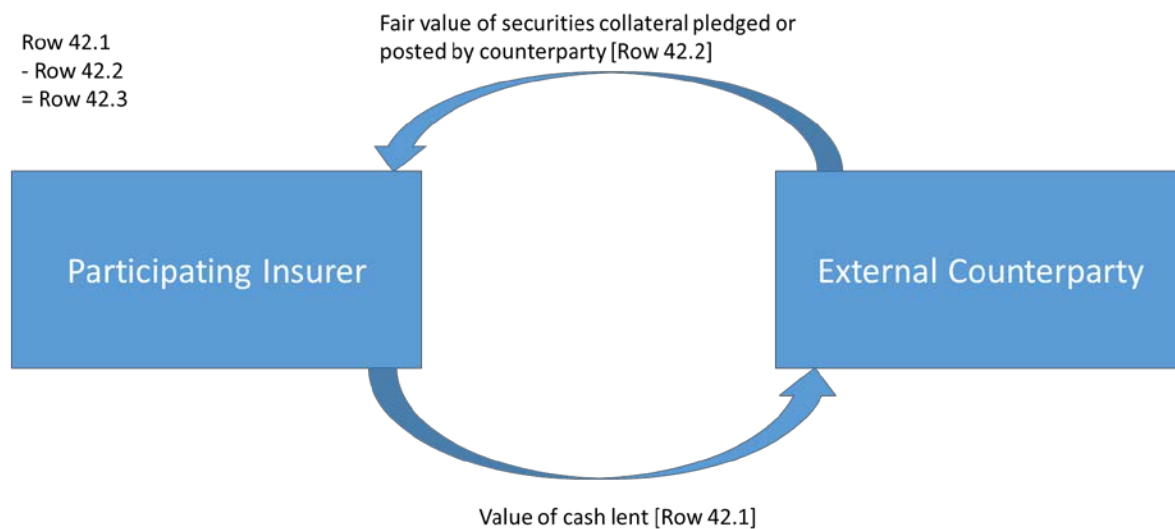 Row 42.1
- Row 42.2
= Row 42.3
Fair value of securities collateral pledged or
posted by counterparty [Row 42.2]
Participating Insurer
External Counterparty
Value of cash lent [Row 42.1]